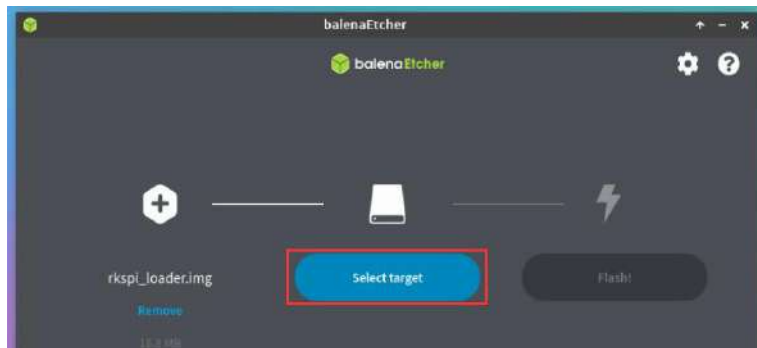 balenaEtcher
balenaEtcher
rkspi_loader.img
Select target
Flash!
Remove